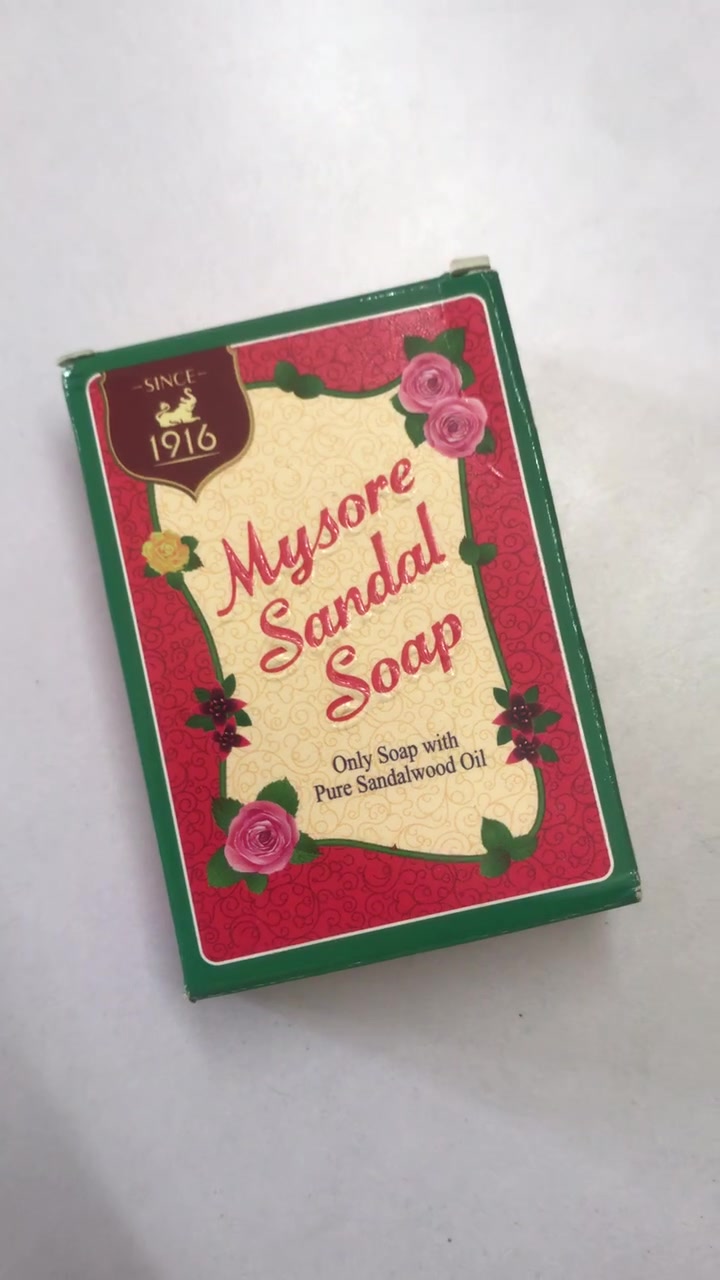 -SINCE-
1916
Mysore
Sandal
Soap
Only Soap with
Pure Sandalwood Oil